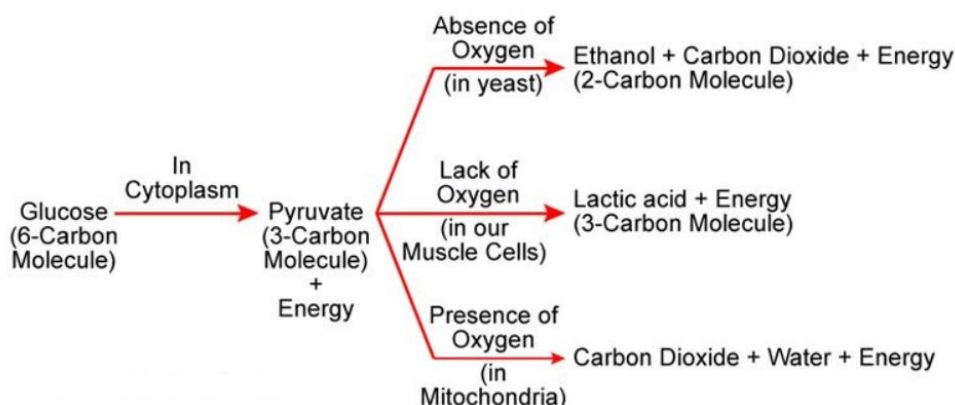 Glucose
(6-Carbon
Molecule)
In
Cytoplasm
Pyruvate
(3-Carbon
Molecule)
+
Energy
Absence of
Oxygen
(in yeast)
Ethanol + Carbon Dioxide + Energy
(2-Carbon Molecule)
Lack of
Oxygen
(in our
Muscle Cells)
Lactic acid + Energy
(3-Carbon Molecule)
Presence of
Oxygen
(in
Mitochondria)
Carbon Dioxide + Water + Energy